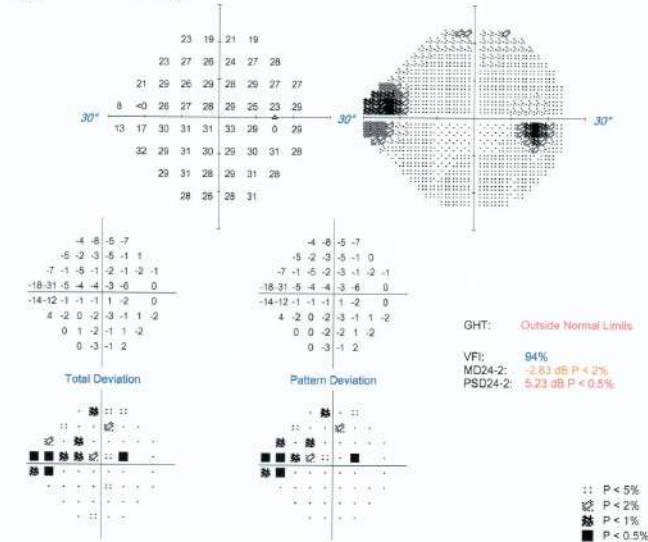 23 19 21 19
23 27 26 24 27 28
21 29 26 29 28 29 27 27
8 <0 26 27 28 29 25 23 29
30° 30° 30°
13 17 30 31 31 33 29 0 29
32 29 31 30 29 30 31 28
29 31 28 29 31 29
28 26 28 31
-4 -8 -5 -7
-5 -2 -3 -5 -1 1
-7 -1 -5 -1 -2 -1 -2 -1
-18 -31 -5 -4 -4 -3 -6 0
-14 -12 -1 -1 -1 1 -2 0
4 -2 0 -2 -3 -1 1 -2
0 1 -2 -2 1 -2
0 -3 -1 2
Total Deviation
-4 -8 -5 -7
-5 -2 -3 -5 -1 0
-7 -1 -5 -1 -2 -1 -2 -1
-18 -31 -5 -4 -4 -3 -6 0
-14 -12 -1 -1 -1 1 -2 0
4 -2 0 -2 -3 -1 1 -2
0 0 -2 -2 1 -2
0 -3 -1 2
Pattern Deviation
GHT: Outside Normal Limits
VFI: 94%
MD24-2: -2.83 dB P < 2%
PSD24-2: 5.23 dB P < 0.5%
P < 5%
P < 2%
P < 1%
P < 0.5%